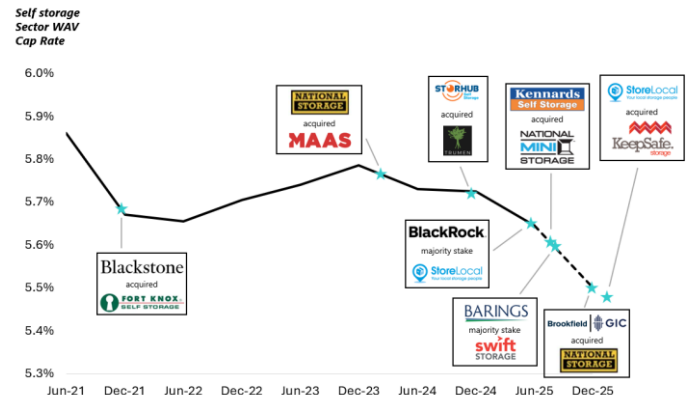 Self storage
Sector WAV
Cap Rate
6.0%
5.9%
5.8%
5.7%
5.6%
5.5%
5.4%
5.3%
Jun-21
Dec-21
Jun-22
Dec-22
Jun-23
Dec-23
Jun-24
Dec-24
Jun-25
Dec-25
Blackstone
acquired
FORT KNOX
SELF STORAGE
NATIONAL
STORAGE
acquired
MAAS
STORHUB
Self Storage
acquired
TRUMEN
BlackRock
majority stake
StoreLocal
Your local storage people
Kennards
Self Storage
acquired
NATIONAL
MINI
STORAGE
BARINGS
majority stake
swift
STORAGE
Brookfield GIC
acquired
NATIONAL
STORAGE
StoreLocal
Your local storage people
acquired
KeepSafe.
storage